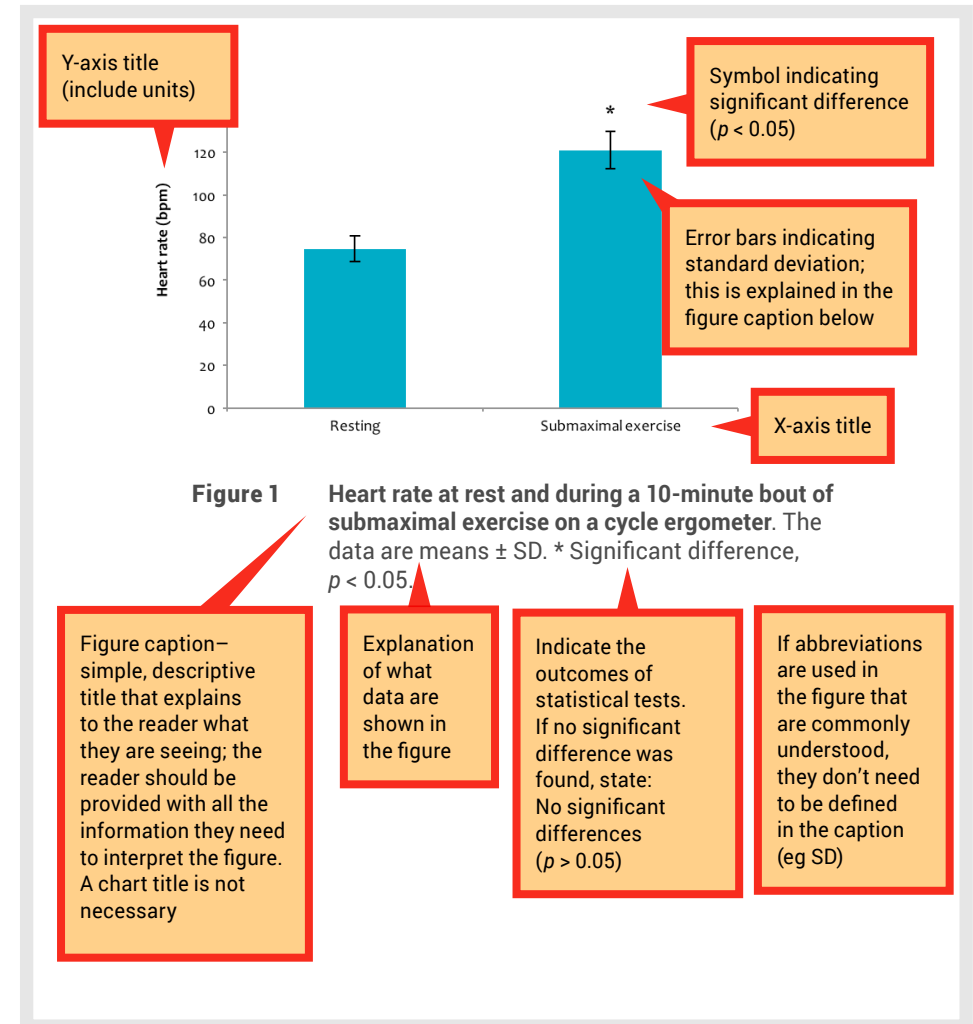 Y-axis title
(include units)
Symbol indicating
significant difference
(p < 0.05)
*
120
100
80
60
40
20
0
Heart rate (bpm)
Error bars indicating
standard deviation;
this is explained in the
figure caption below
Resting
Submaximal exercise
X-axis title
Figure 1 Heart rate at rest and during a 10-minute bout of
submaximal exercise on a cycle ergometer. The
data are means ± SD. * Significant difference,
p < 0.05.
Figure caption–
simple, descriptive
title that explains
to the reader what
they are seeing; the
reader should be
provided with all the
information they need
to interpret the figure.
A chart title is not
necessary
Explanation
of what
data are
shown in
the figure
Indicate the
outcomes of
statistical tests.
If no significant
difference was
found, state:
No significant
differences
(p > 0.05)
If abbreviations
are used in
the figure that
are commonly
understood,
they don’t need
to be defined
in the caption
(eg SD)